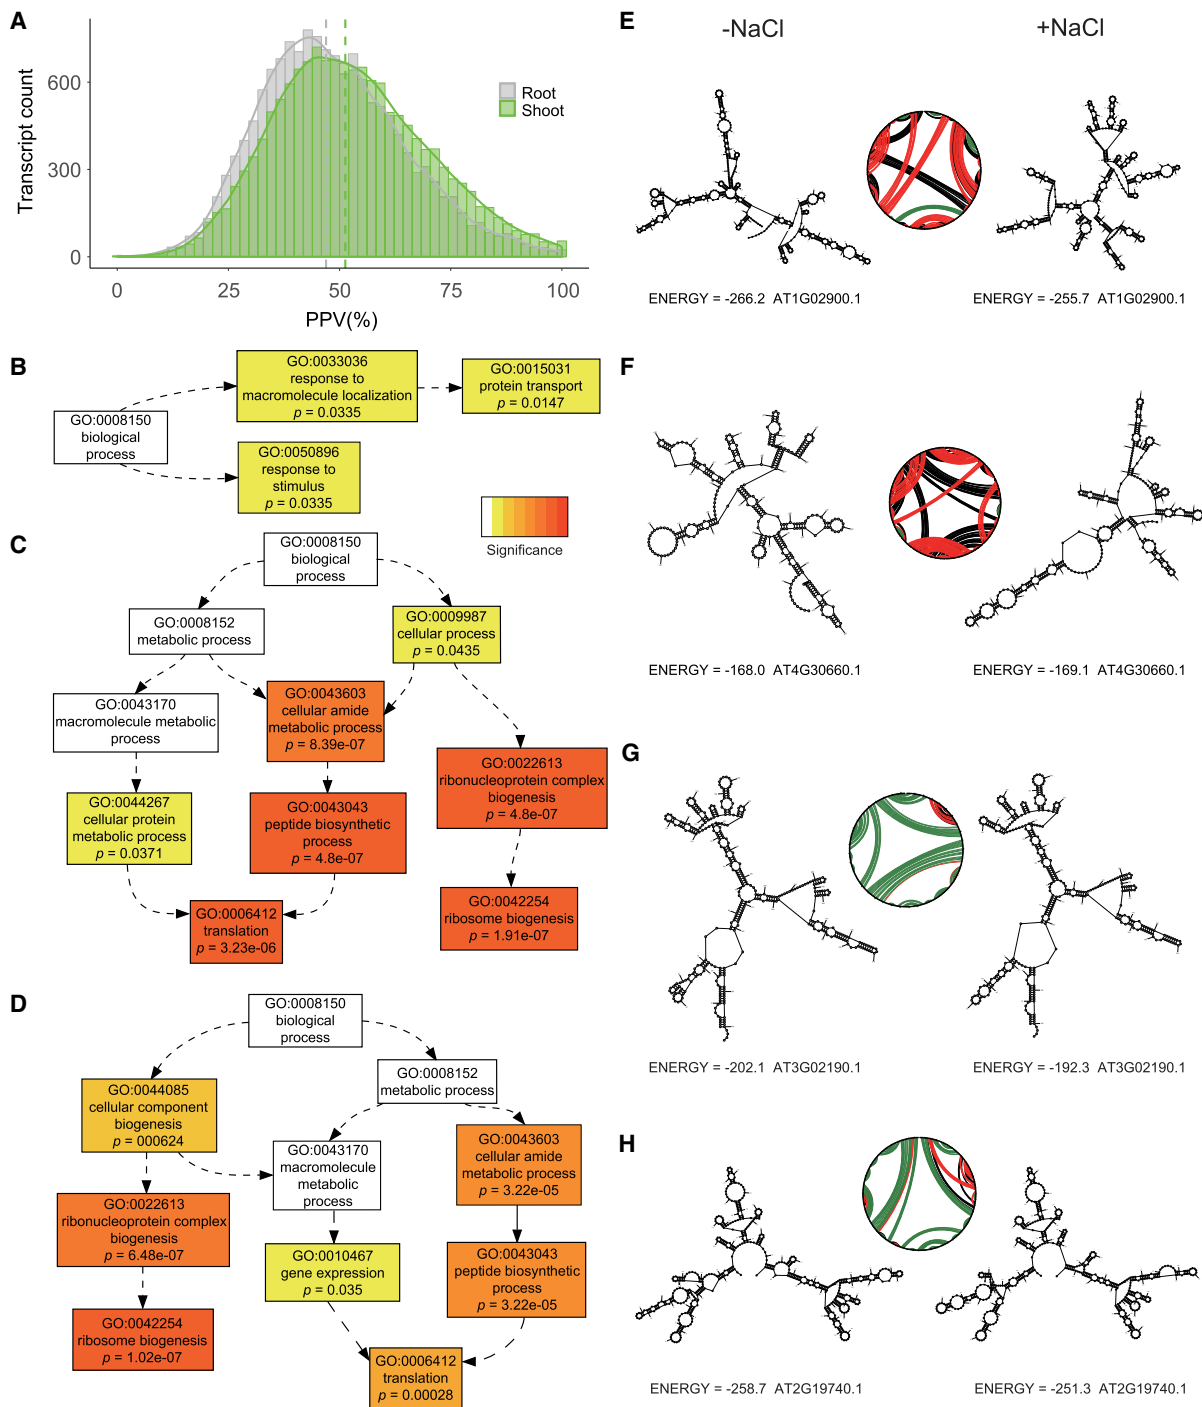 A
Transcript count
600
300
0
0
25
50
75
100
PPV(%)
Root
Shoot
B
GO:0008150
biological
process
GO:0033036
response to
macromolecule localization
p = 0.0335
GO:0015031
protein transport
p = 0.0147
GO:0050896
response to
stimulus
p = 0.0335
Significance
C
GO:0008150
biological
process
GO:0008152
metabolic process
GO:0009987
cellular process
p = 0.0435
GO:0043170
macromolecule metabolic
process
GO:0043603
cellular amide
metabolic process
p = 8.39e-07
GO:0022613
ribonucleoprotein complex
biogenesis
p = 4.8e-07
GO:0044267
cellular protein
metabolic process
p = 0.0371
GO:0043043
peptide biosynthetic
process
p = 4.8e-07
GO:0042254
ribosome biogenesis
p = 1.91e-07
GO:0006412
translation
p = 3.23e-06
D
GO:0008150
biological
process
GO:0044085
cellular component
biogenesis
p = 000624
GO:0008152
metabolic process
GO:0043170
macromolecule
metabolic
process
GO:0043603
cellular amide
metabolic process
p = 3.22e-05
GO:0022613
ribonucleoprotein complex
biogenesis
p = 6.48e-07
GO:0010467
gene expression
p = 0.035
GO:0043043
peptide biosynthetic
process
p = 3.22e-05
GO:0042254
ribosome biogenesis
p = 1.02e-07
GO:0006412
translation
p = 0.00028
E
-NaCl
+NaCl
ENERGY = -266.2 AT1G02900.1
ENERGY = -255.7 AT1G02900.1
F
ENERGY = -168.0 AT4G30660.1
ENERGY = -169.1 AT4G30660.1
G
ENERGY = -202.1 AT3G02190.1
ENERGY = -192.3 AT3G02190.1
H
ENERGY = -258.7 AT2G19740.1
ENERGY = -251.3 AT2G19740.1